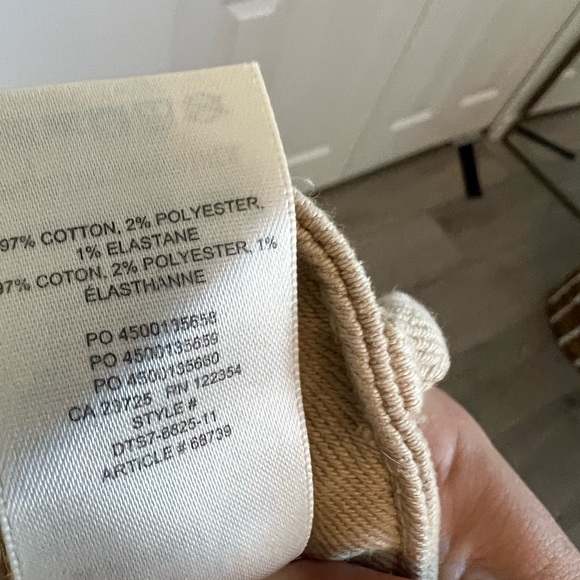 97% COTTON, 2% POLYESTER,
1% ELASTANE
97% COTON, 2% POLYESTER, 1%
ÉLASTHANNE
PO 4500135658
PO 4500135659
PO 4500135660
CA 23725 RN 122354
STYLE #
DTS7-8625-11
ARTICLE # 68739